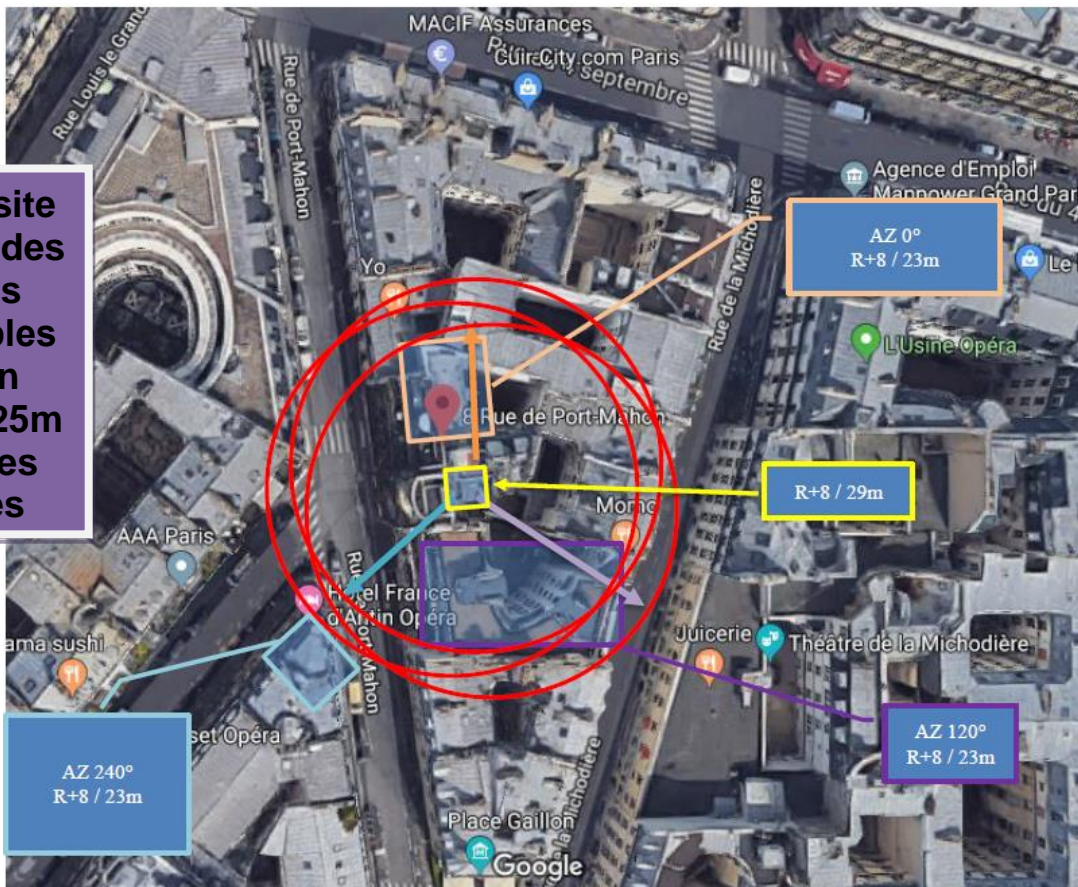 MACIF Assurances
Cuir-City.com Paris
septembre
Rue Louis le Grand
Rue de Port-Mahon
Agence d'Emploi
Manpower Grand Par
du 4
site
des
s
oles
n
25m
es
es
AZ 0°
R+8 / 23m
Le
Yo
Rue de la Michodière
L'Usine Opéra
8 Rue de Port-Mahon
R+8 / 29m
Momo
AAA Paris
Hôtel France
d'Antin Opéra
Port-Mahon
ama sushi
Juicerie
Théâtre de la Michodière
set Opéra
AZ 240°
R+8 / 23m
AZ 120°
R+8 / 23m
la Michodière
Place Gaillon
Google